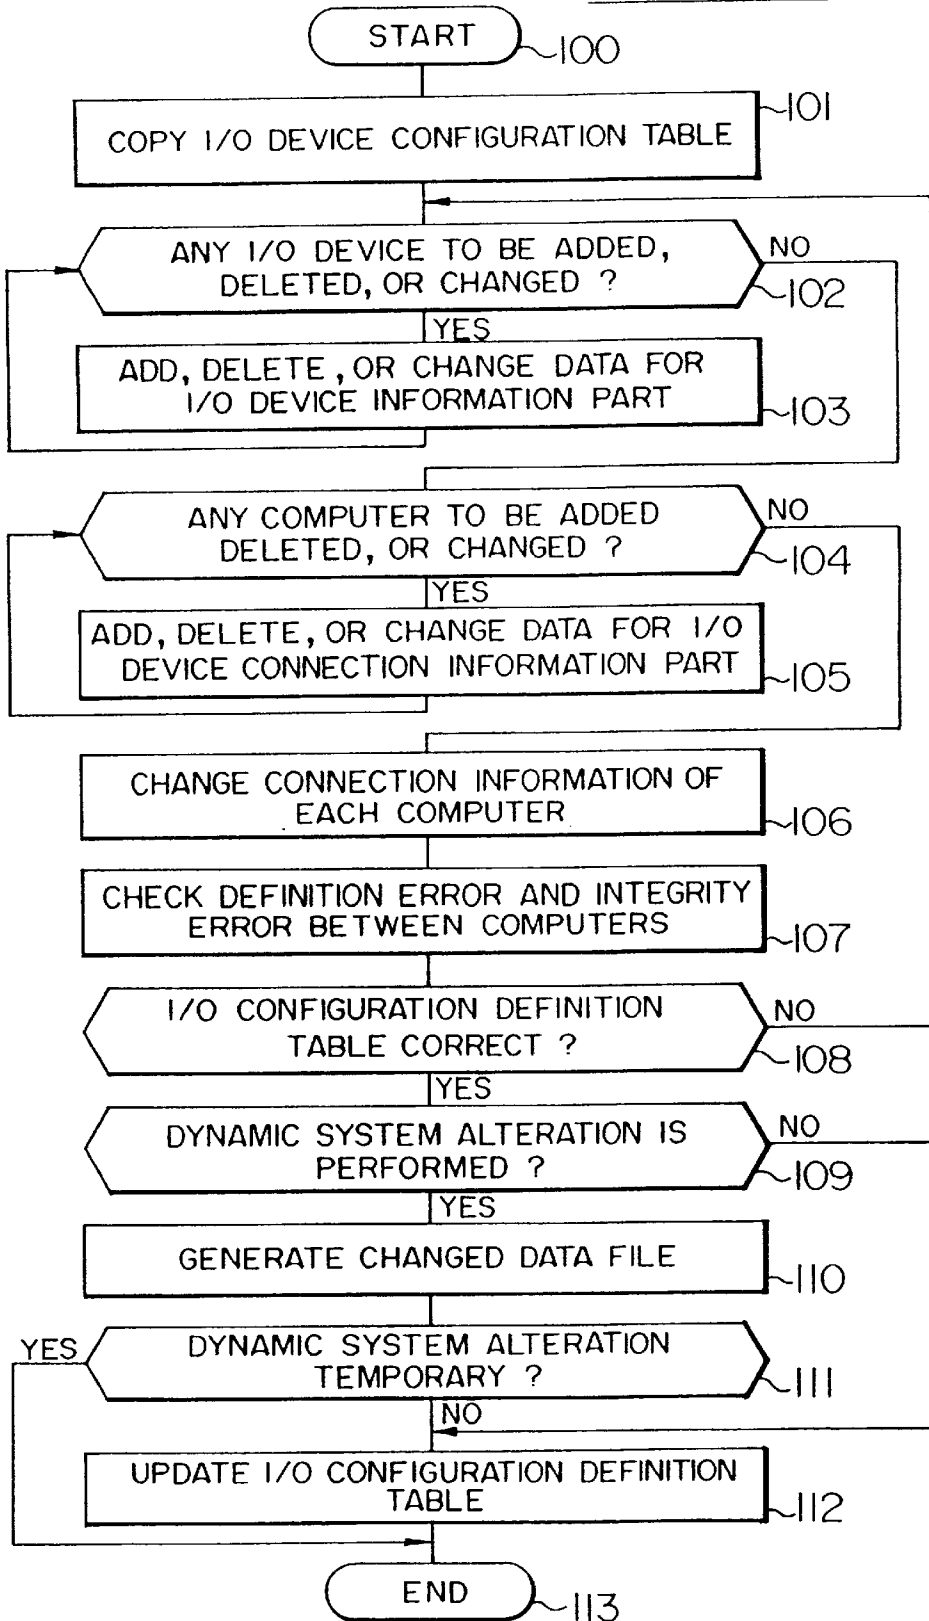 START
100
101
COPY I/O DEVICE CONFIGURATION TABLE
ANY I/O DEVICE TO BE ADDED,
DELETED, OR CHANGED ?
NO
102
YES
ADD, DELETE, OR CHANGE DATA FOR
I/O DEVICE INFORMATION PART
103
ANY COMPUTER TO BE ADDED
DELETED, OR CHANGED ?
NO
104
YES
ADD, DELETE, OR CHANGE DATA FOR I/O
DEVICE CONNECTION INFORMATION PART
105
CHANGE CONNECTION INFORMATION OF
EACH COMPUTER
106
CHECK DEFINITION ERROR AND INTEGRITY
ERROR BETWEEN COMPUTERS
107
I/O CONFIGURATION DEFINITION
TABLE CORRECT ?
NO
108
YES
DYNAMIC SYSTEM ALTERATION IS
PERFORMED ?
NO
109
YES
GENERATE CHANGED DATA FILE
110
YES
DYNAMIC SYSTEM ALTERATION
TEMPORARY ?
111
NO
UPDATE I/O CONFIGURATION DEFINITION
TABLE
112
END
113